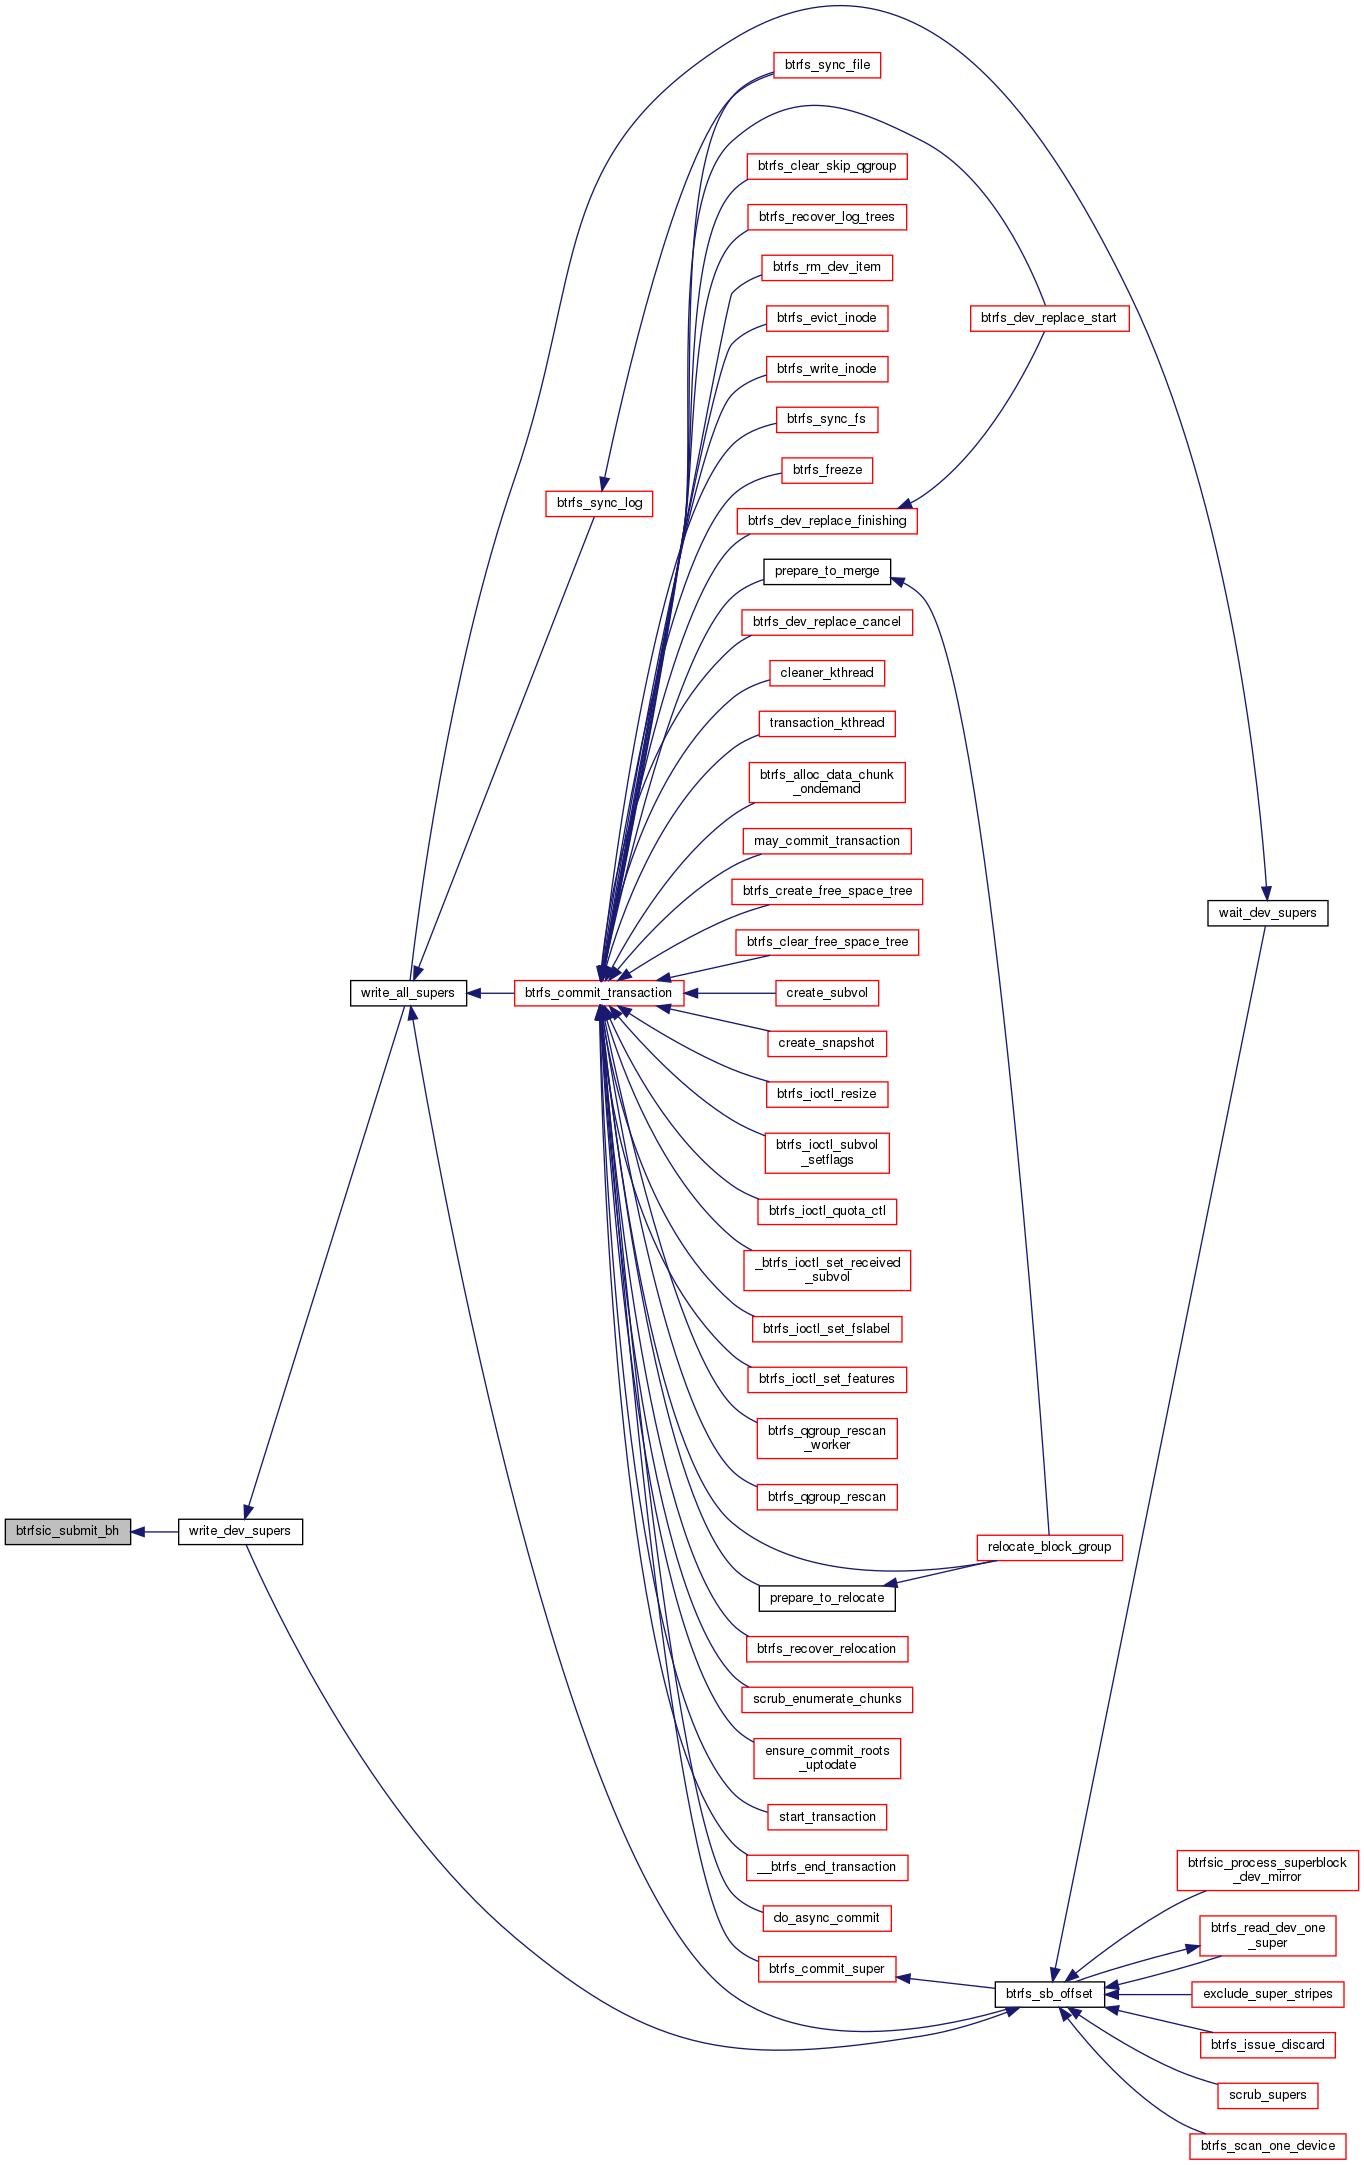 btrfs_sync_file
btrfs_clear_skip_qgroup
btrfs_recover_log_trees
btrfs_rm_dev_item
btrfs_evict_inode
btrfs_dev_replace_start
btrfs_write_inode
btrfs_sync_fs
btrfs_freeze
btrfs_sync_log
btrfs_dev_replace_finishing
prepare_to_merge
btrfs_dev_replace_cancel
cleaner_kthread
transaction_kthread
btrfs_alloc_data_chunk
_ondemand
may_commit_transaction
btrfs_create_free_space_tree
wait_dev_supers
btrfs_clear_free_space_tree
write_all_supers
btrfs_commit_transaction
create_subvol
create_snapshot
btrfs_ioctl_resize
btrfs_ioctl_subvol
_setflags
btrfs_ioctl_quota_ctl
_btrfs_ioctl_set_received
_subvol
btrfs_ioctl_set_fslabel
btrfs_ioctl_set_features
btrfs_qgroup_rescan
_worker
btrfs_qgroup_rescan
btrfsic_submit_bh
write_dev_supers
relocate_block_group
prepare_to_relocate
btrfs_recover_relocation
scrub_enumerate_chunks
ensure_commit_roots
_uptodate
start_transaction
__btrfs_end_transaction
btrfsic_process_superblock
_dev_mirror
do_async_commit
btrfs_read_dev_one
_super
btrfs_commit_super
btrfs_sb_offset
exclude_super_stripes
btrfs_issue_discard
scrub_supers
btrfs_scan_one_device